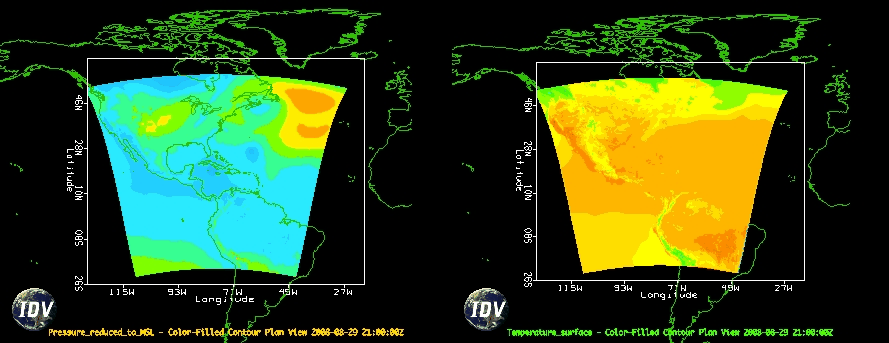 46N
28N
10N
08S
26S
Latitude
115W 93W 71W 49W 27W
Longitude
IDV
Pressure_reduced_to_MSL - Color-Filled Contour Plan View 2008-08-29 21:00:00Z
46N
28N
10N
08S
26S
Latitude
115W 93W 71W 49W 27W
Longitude
IDV
Temperature_surface - Color-Filled Contour Plan View 2008-08-29 21:00:00Z